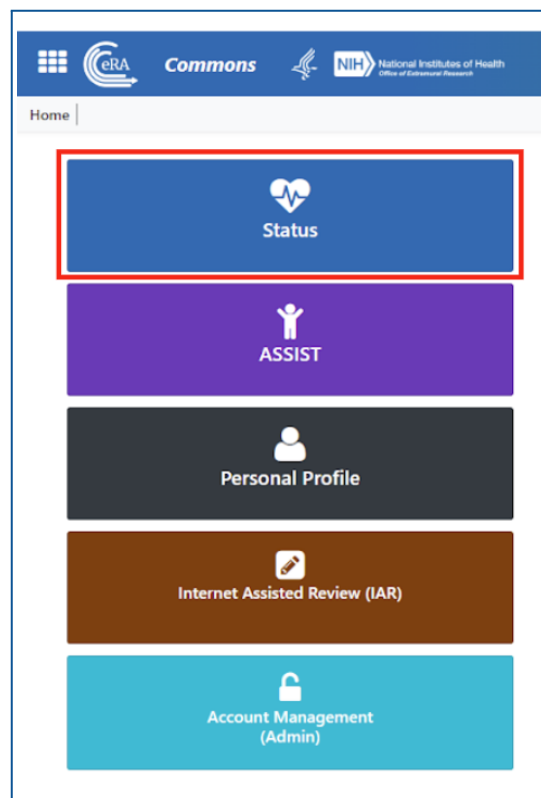 eRA
Commons
NIH
National Institutes of Health
Office of Extramural Research
Home
Status
ASSIST
Personal Profile
Internet Assisted Review (IAR)
Account Management
(Admin)